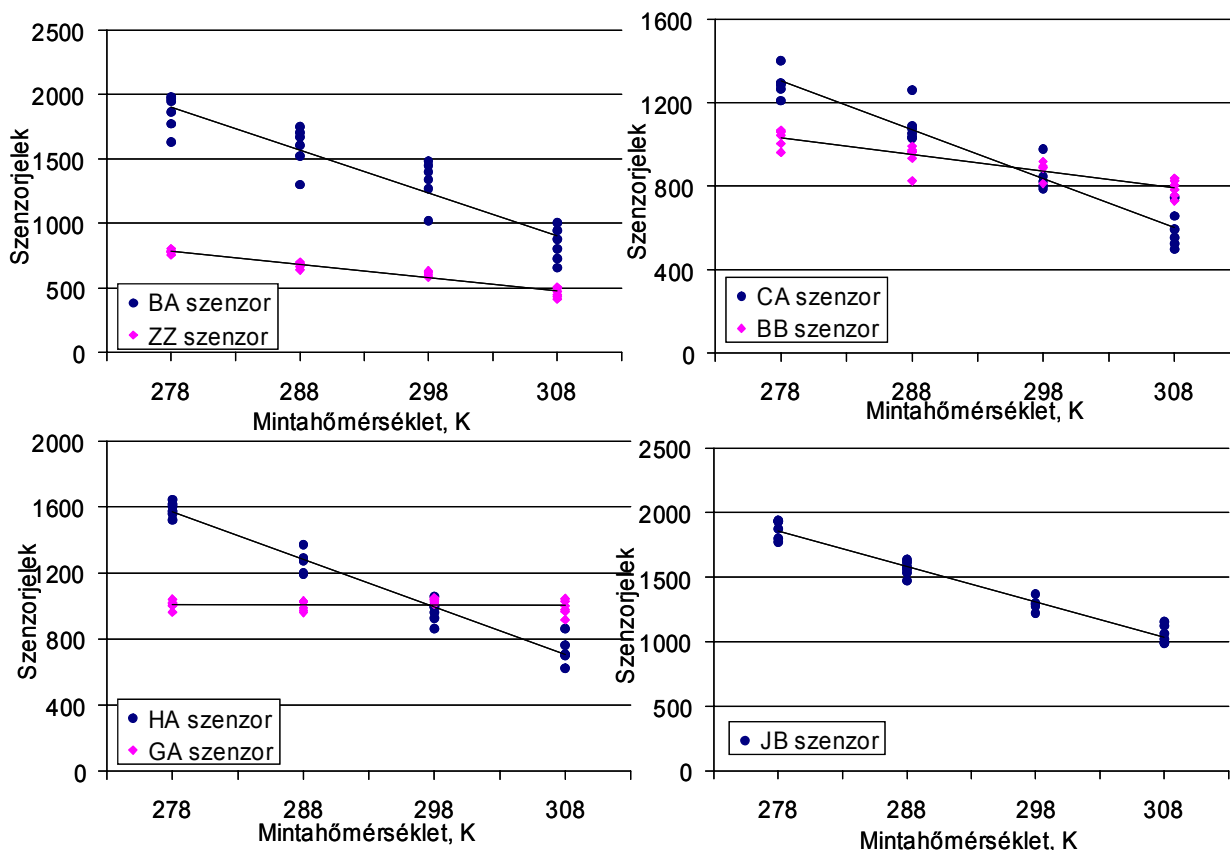 Szenzorjelek
2500
2000
1500
1000
500
0
BA szenzor
ZZ szenzor
278 288 298 308
Mintahőmérséklet, K
Szenzorjelek
1600
1200
800
400
0
CA szenzor
BB szenzor
278 288 298 308
Mintahőmérséklet, K
Szenzorjelek
2000
1600
1200
800
400
0
HA szenzor
GA szenzor
278 288 298 308
Mintahőmérséklet, K
Szenzorjelek
2500
2000
1500
1000
500
0
JB szenzor
278 288 298 308
Mintahőmérséklet, K